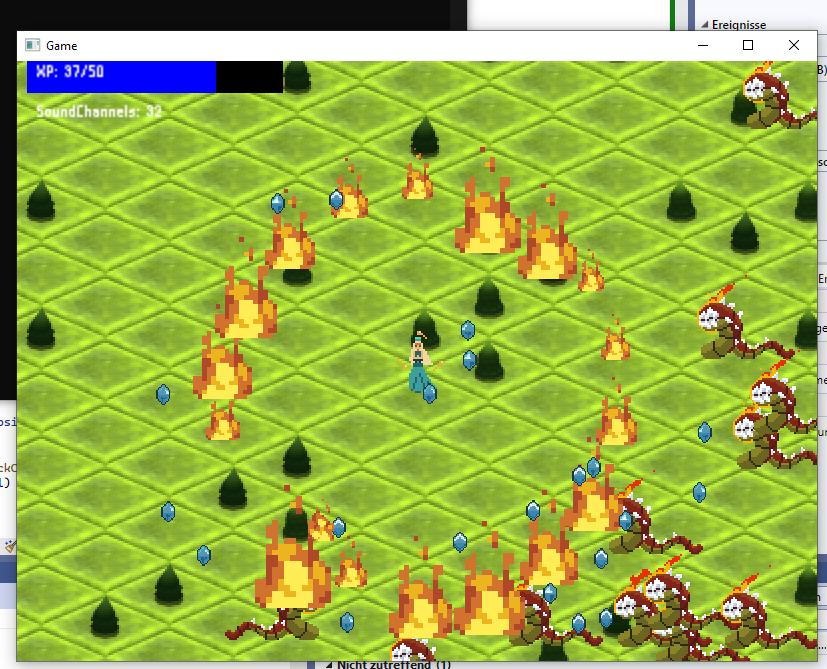 Ereignisse
Game
XP: 37/50
SoundChannels: 32
Nicht zutreffend (1)